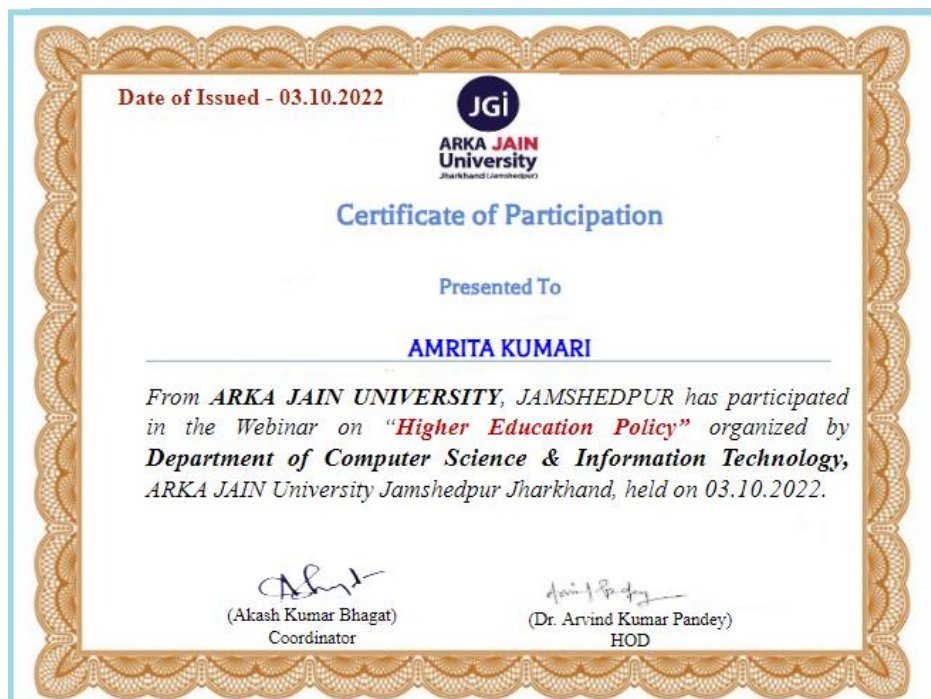 Date of Issued - 03.10.2022
JGi
ARKA JAIN
University
Jharkhand (Jamshedpur)
Certificate of Participation
Presented To
AMRITA KUMARI
From ARKA JAIN UNIVERSITY, JAMSHEDPUR has participated
in the Webinar on “Higher Education Policy” organized by
Department of Computer Science & Information Technology,
ARKA JAIN University Jamshedpur Jharkhand, held on 03.10.2022.
(Akash Kumar Bhagat)
Coordinator
(Dr. Arvind Kumar Pandey)
HOD